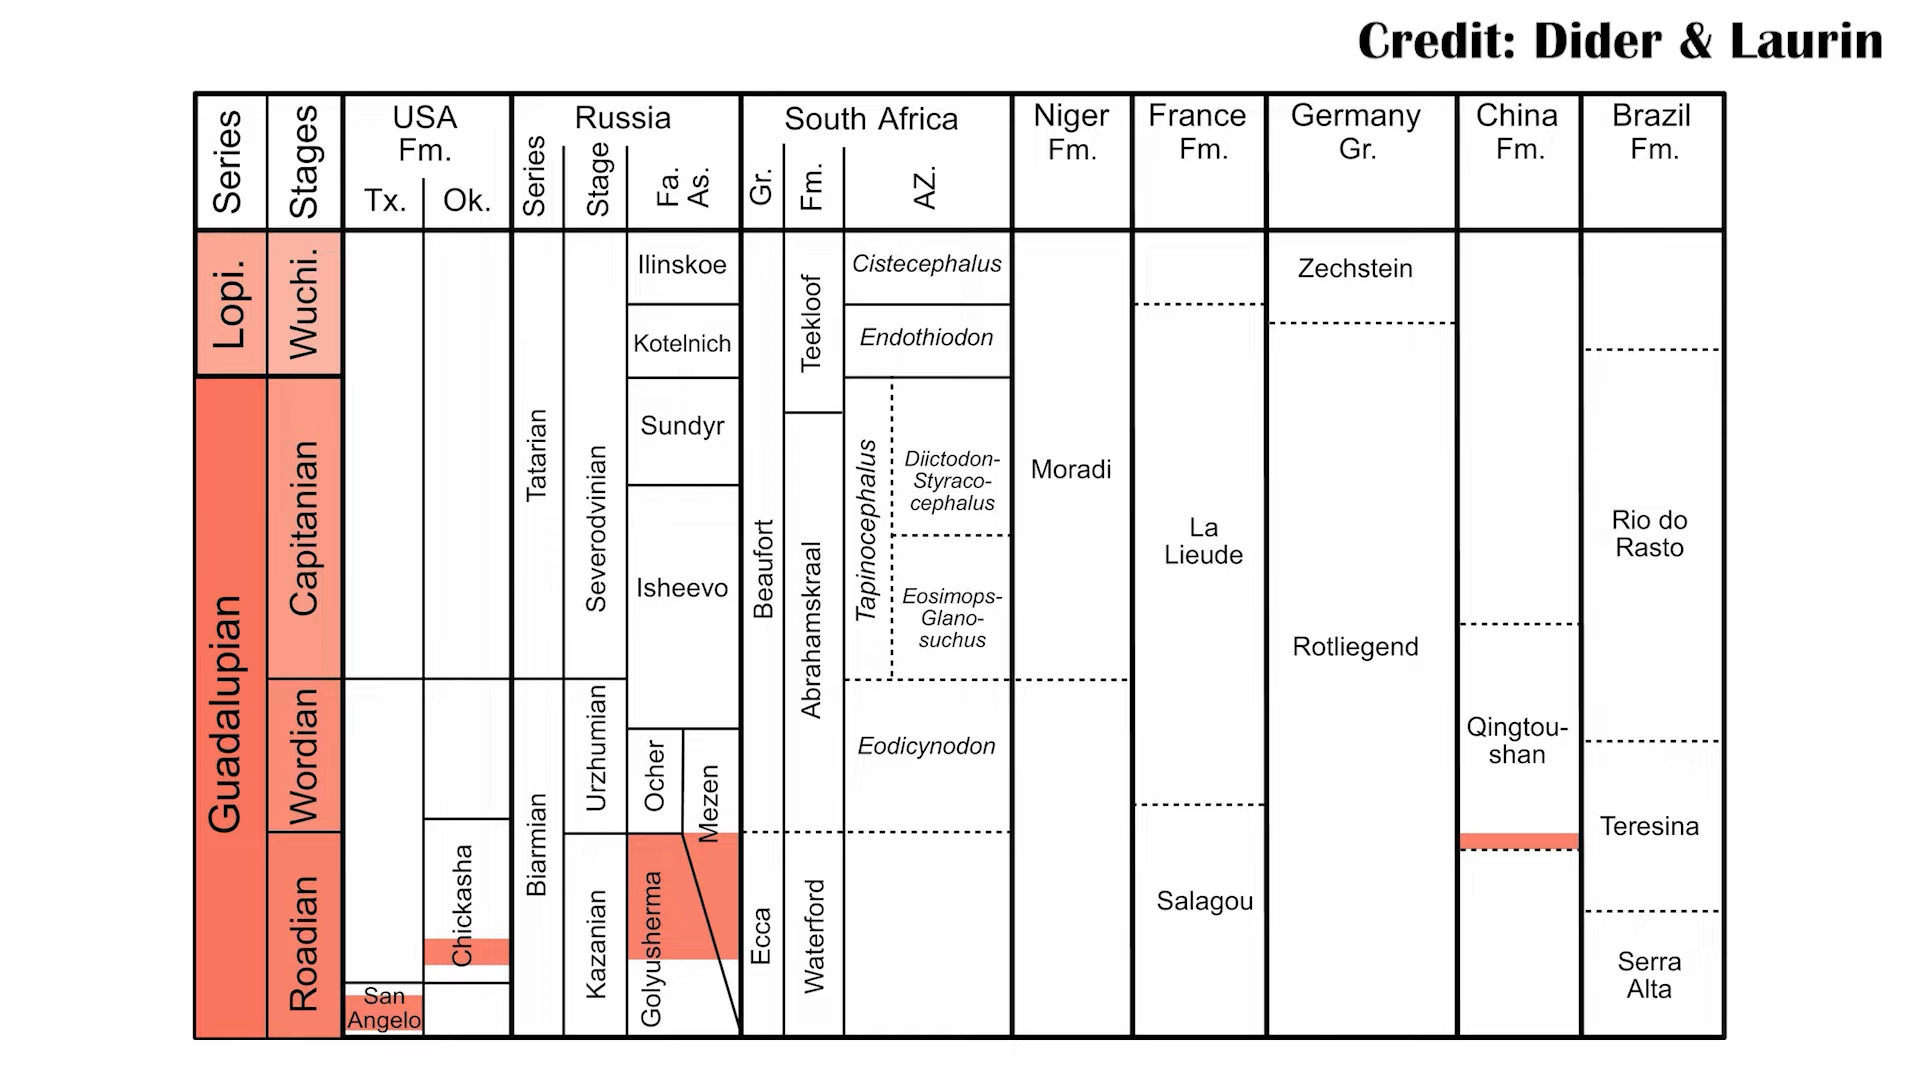 Credit: Dider & Laurin
Series
Stages
USA
Fm.
Tx.
Ok.
Russia
Series
Stage
Fa.
As.
South Africa
Gr.
Fm.
AZ.
Niger
Fm.
France
Fm.
Germany
Gr.
China
Fm.
Brazil
Fm.
Lopi.
Wuchi.
Guadalupian
Capitanian
Wordian
Roadian
San
Angelo
Chickasha
Tatarian
Biarmian
Severodvinian
Urzhumian
Kazanian
Ilinskoe
Kotelnich
Sundyr
Isheevo
Ocher
Mezen
Golyusherma
Beaufort
Ecca
Teekloof
Abrahamskraal
Waterford
Cistecephalus
Endothiodon
Tapinocephalus
Diictodon-
Styraco-
cephalus
Eosimops-
Glano-
suchus
Eodicynodon
Moradi
La
Lieude
Salagou
Zechstein
Rotliegend
Qingtou-
shan
Rio do
Rasto
Teresina
Serra
Alta